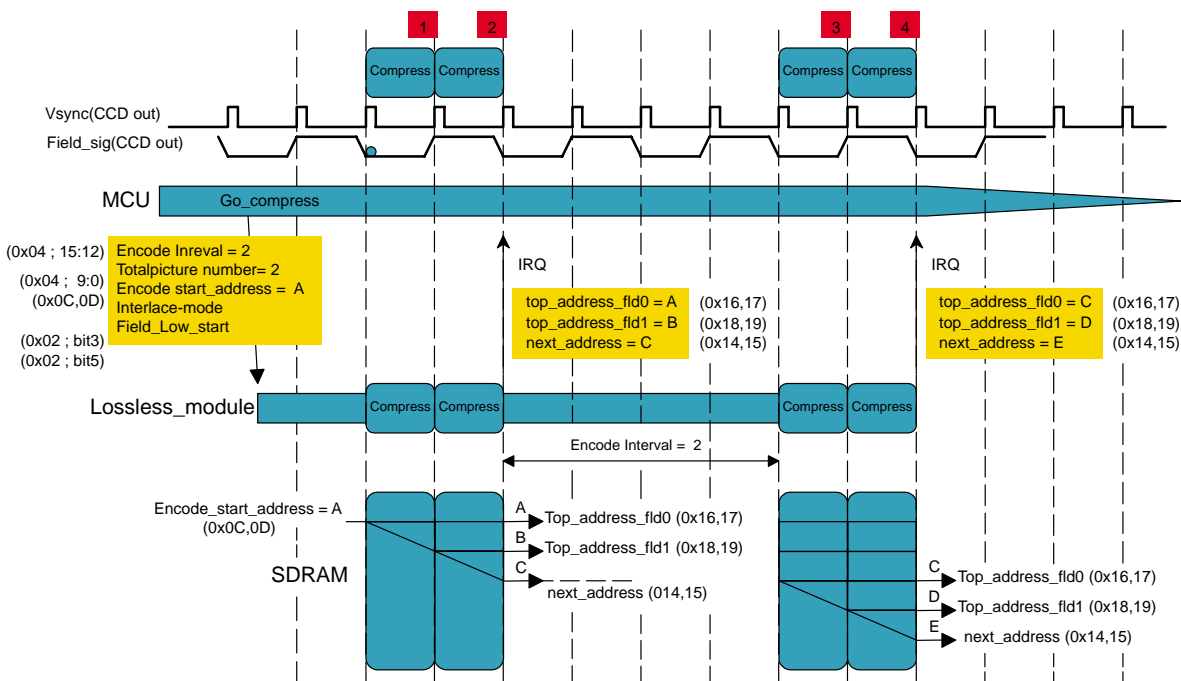 1
2
3
4
Compress
Compress
Compress
Compress
Vsync(CCD out)
Field_sig(CCD out)
MCU
Go_compress
(0x04 ; 15:12)
(0x04 ; 9:0)
(0x0C,0D)
(0x02 ; bit3)
(0x02 ; bit5)
Encode Inreval = 2
Totalpicture number= 2
Encode start_address = A
Interlace-mode
Field_Low_start
IRQ
top_address_fld0 = A (0x16,17)
top_address_fld1 = B (0x18,19)
next_address = C (0x14,15)
IRQ
top_address_fld0 = C (0x16,17)
top_address_fld1 = D (0x18,19)
next_address = E (0x14,15)
Lossless_module
Compress
Compress
Compress
Compress
Encode Interval = 2
Encode_start_address = A
(0x0C,0D)
SDRAM
A
Top_address_fld0 (0x16,17)
B
Top_address_fld1 (0x18,19)
C
next_address (014,15)
C
Top_address_fld0 (0x16,17)
D
Top_address_fld1 (0x18,19)
E
next_address (0x14,15)